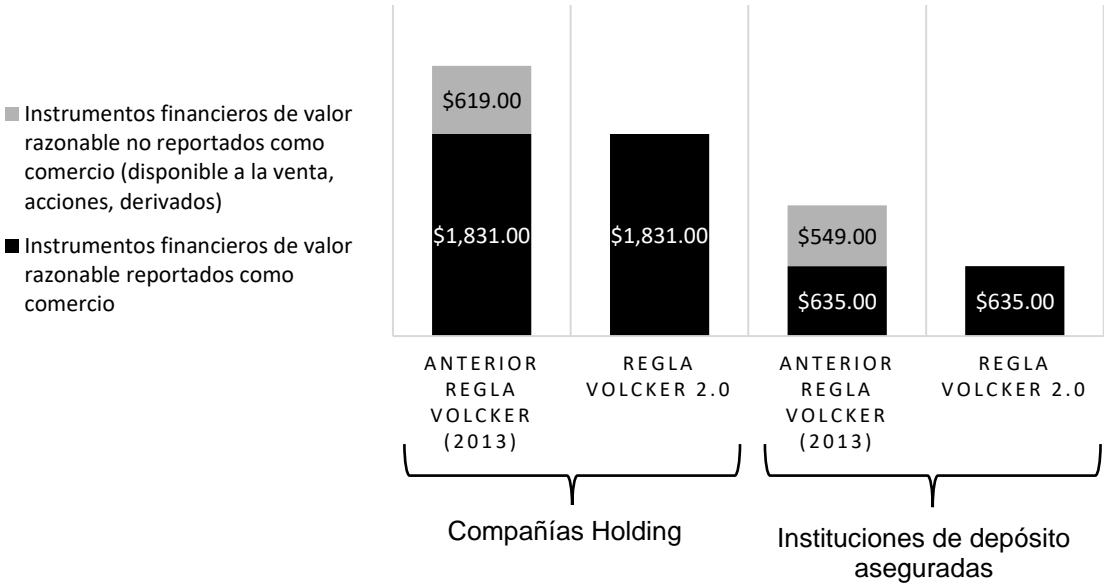 Instrumentos financieros de valor
razonable no reportados como
comercio (disponible a la venta,
acciones, derivados)
Instrumentos financieros de valor
razonable reportados como
comercio
$619.00
$1,831.00
$1,831.00
$549.00
$635.00
$635.00
ANTERIOR
REGLA
VOLCKER
(2013)
REGLA
VOLCKER 2.0
ANTERIOR
REGLA
VOLCKER
(2013)
REGLA
VOLCKER 2.0
Compañías Holding
Instituciones de depósito
aseguradas